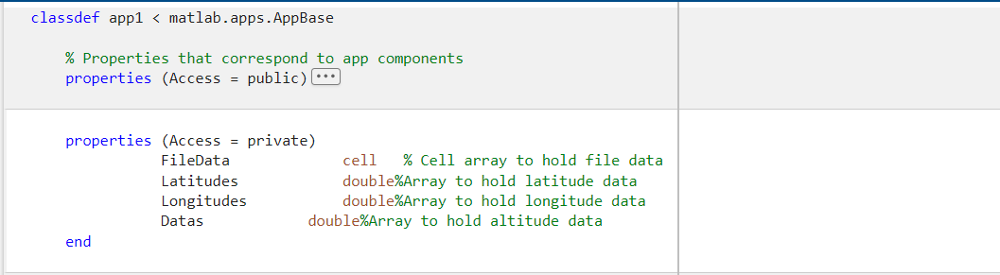 classdef app1 < matlab.apps.AppBase
% Properties that correspond to app components
properties (Access = public) ...
properties (Access = private)
FileData cell % Cell array to hold file data
Latitudes double%Array to hold latitude data
Longitudes double%Array to hold longitude data
Datas double%Array to hold altitude data
end